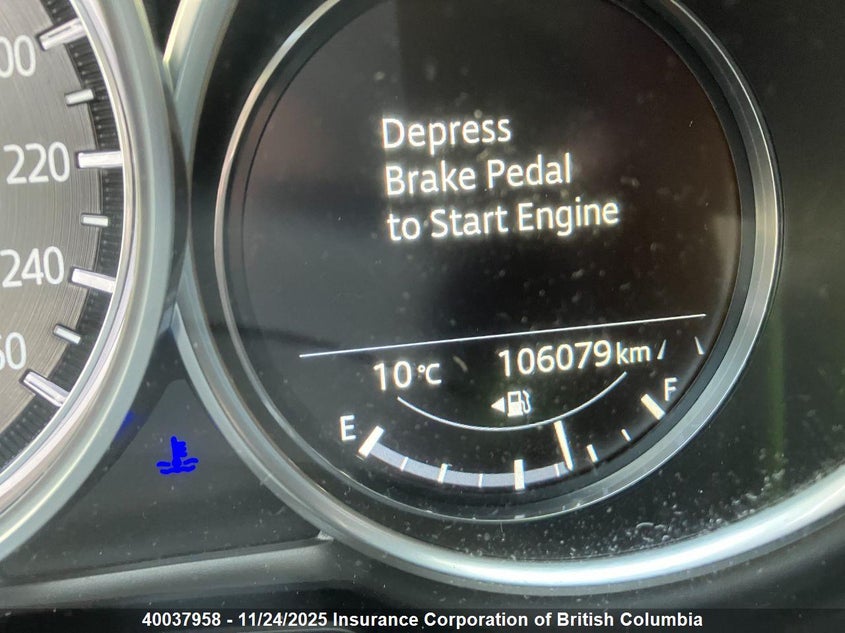 220
240
Depress
Brake Pedal
to Start Engine
10°C 106079km
E F
40037958 - 11/24/2025 Insurance Corporation of British Columbia